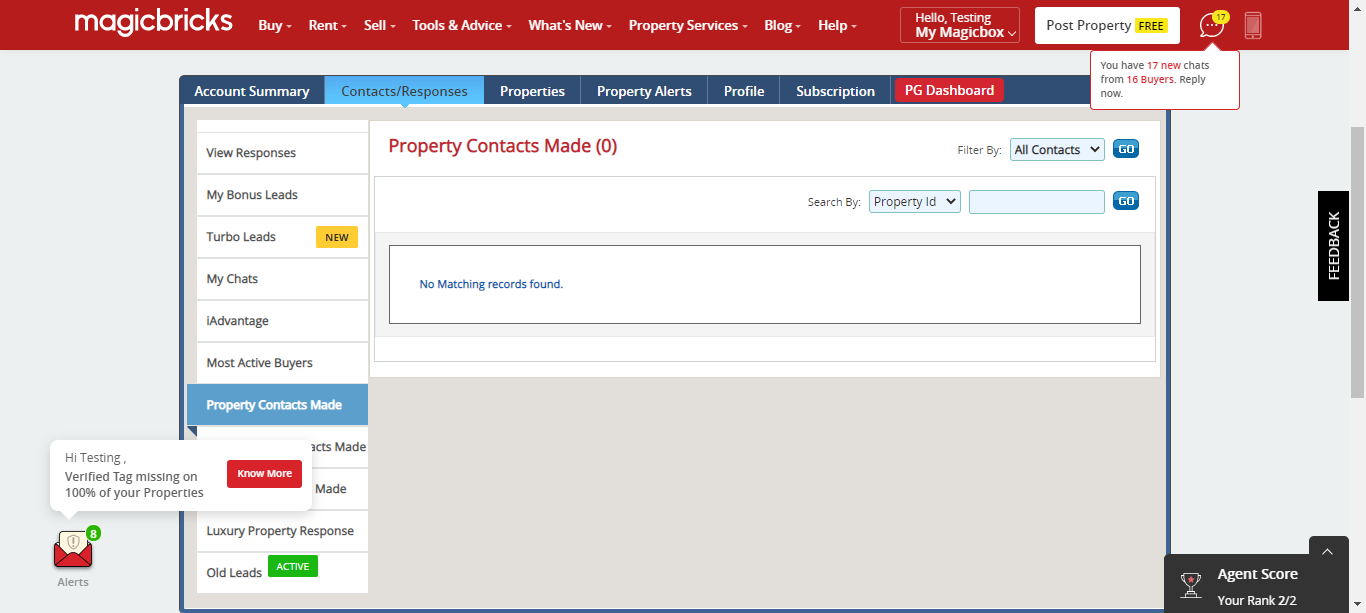 magicbricks
Buy
Rent
Sell
Tools & Advice
What's New
Property Services
Blog
Help
Hello, Testing
My Magicbox
Post Property FREE
17
You have 17 new chats
from 16 Buyers. Reply
now.
Account Summary
Contacts/Responses
Properties
Property Alerts
Profile
Subscription
PG Dashboard
View Responses
My Bonus Leads
Turbo Leads NEW
My Chats
iAdvantage
Most Active Buyers
Property Contacts Made
acts Made
Made
Luxury Property Response
Old Leads ACTIVE
Property Contacts Made (0)
Filter By: All Contacts GO
Search By: Property Id GO
No Matching records found.
FEEDBACK
Hi Testing ,
Verified Tag missing on
100% of your Properties
Know More
8
Alerts
Agent Score
Your Rank 2/2